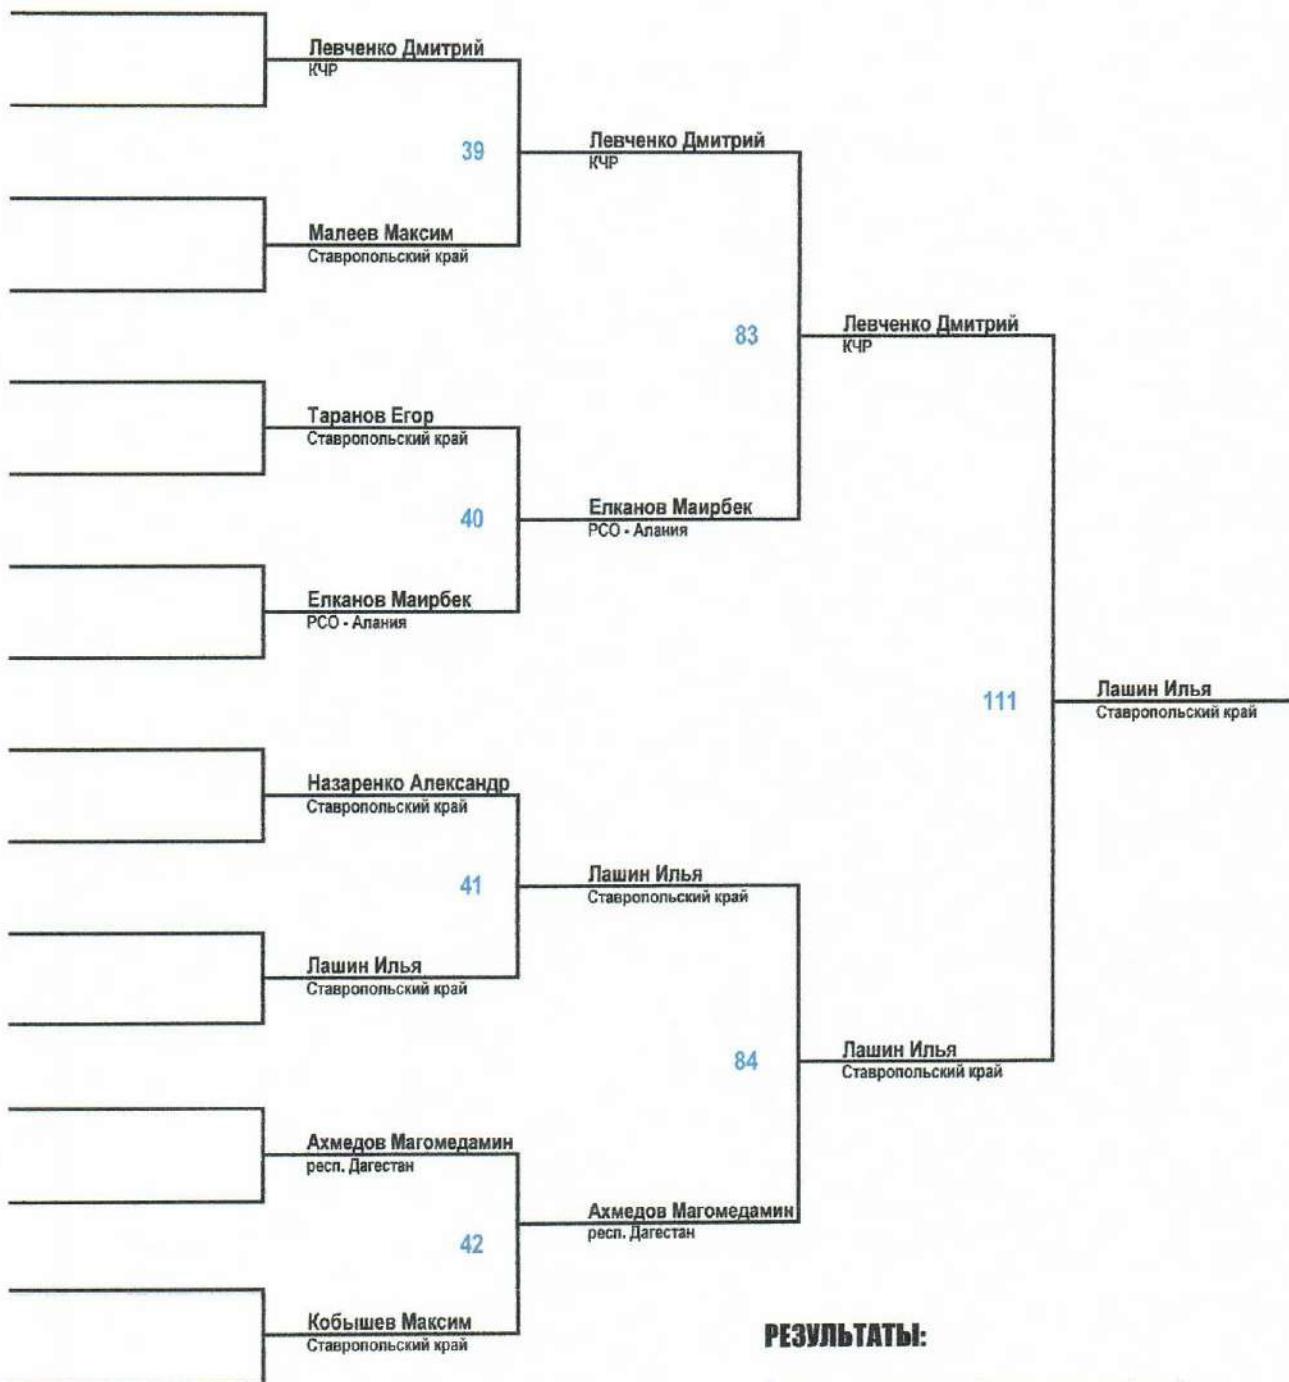 Левченко Дмитрий
КЧР
39
Левченко Дмитрий
КЧР
Малеев Максим
Ставропольский край
83
Левченко Дмитрий
КЧР
Таранов Егор
Ставропольский край
40
Елканов Маирбек
РСО - Алания
Елканов Маирбек
РСО - Алания
111
Лашин Илья
Ставропольский край
Назаренко Александр
Ставропольский край
41
Лашин Илья
Ставропольский край
Лашин Илья
Ставропольский край
84
Лашин Илья
Ставропольский край
Ахмедов Магомедамин
респ. Дагестан
42
Ахмедов Магомедамин
респ. Дагестан
Кобышев Максим
Ставропольский край
РЕЗУЛЬТАТЫ: